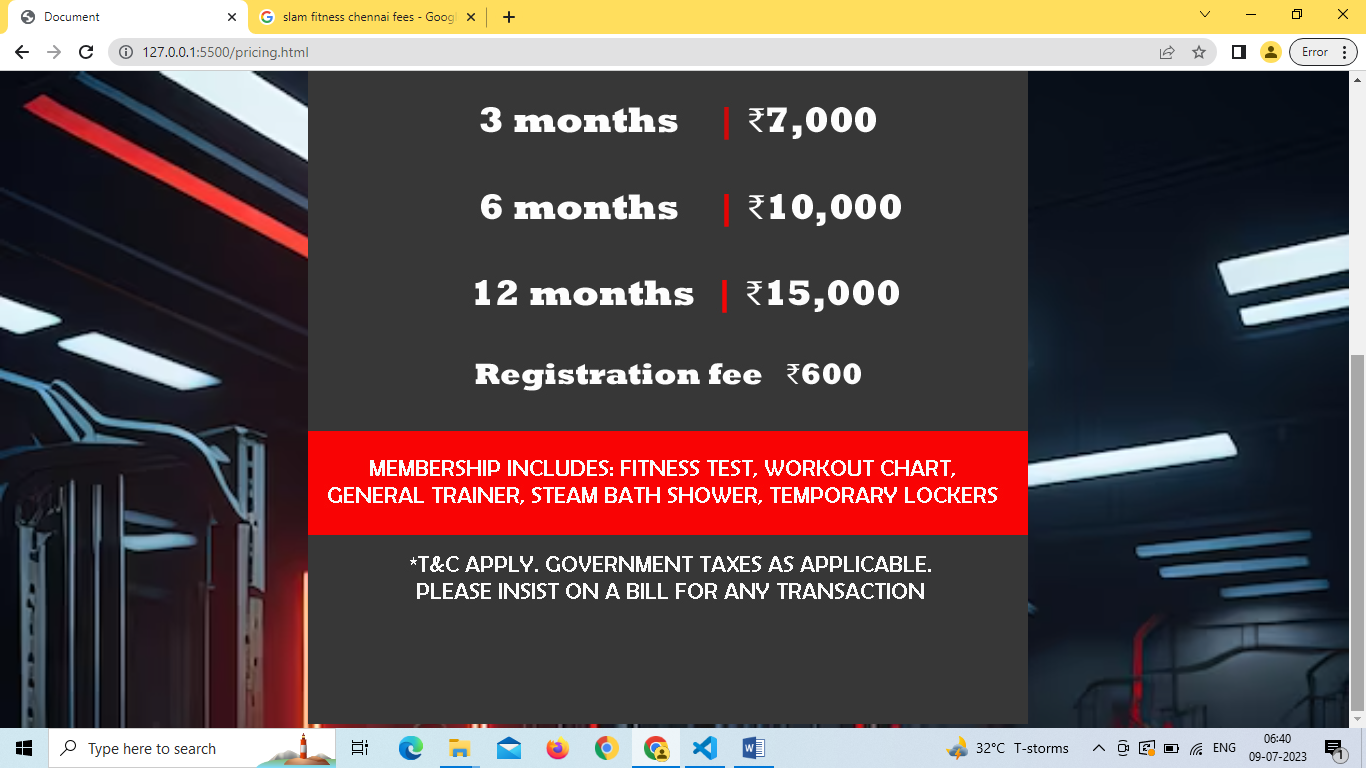 Document
slam fitness chennai fees - Goog
127.0.0.1:5500/pricing.html
Error
3 months | ₹7,000
6 months | ₹10,000
12 months | ₹15,000
Registration fee ₹600
MEMBERSHIP INCLUDES: FITNESS TEST, WORKOUT CHART,
GENERAL TRAINER, STEAM BATH SHOWER, TEMPORARY LOCKERS
*T&C APPLY. GOVERNMENT TAXES AS APPLICABLE.
PLEASE INSIST ON A BILL FOR ANY TRANSACTION
Type here to search
32°C T-storms
ENG
06:40
09-07-2023
1